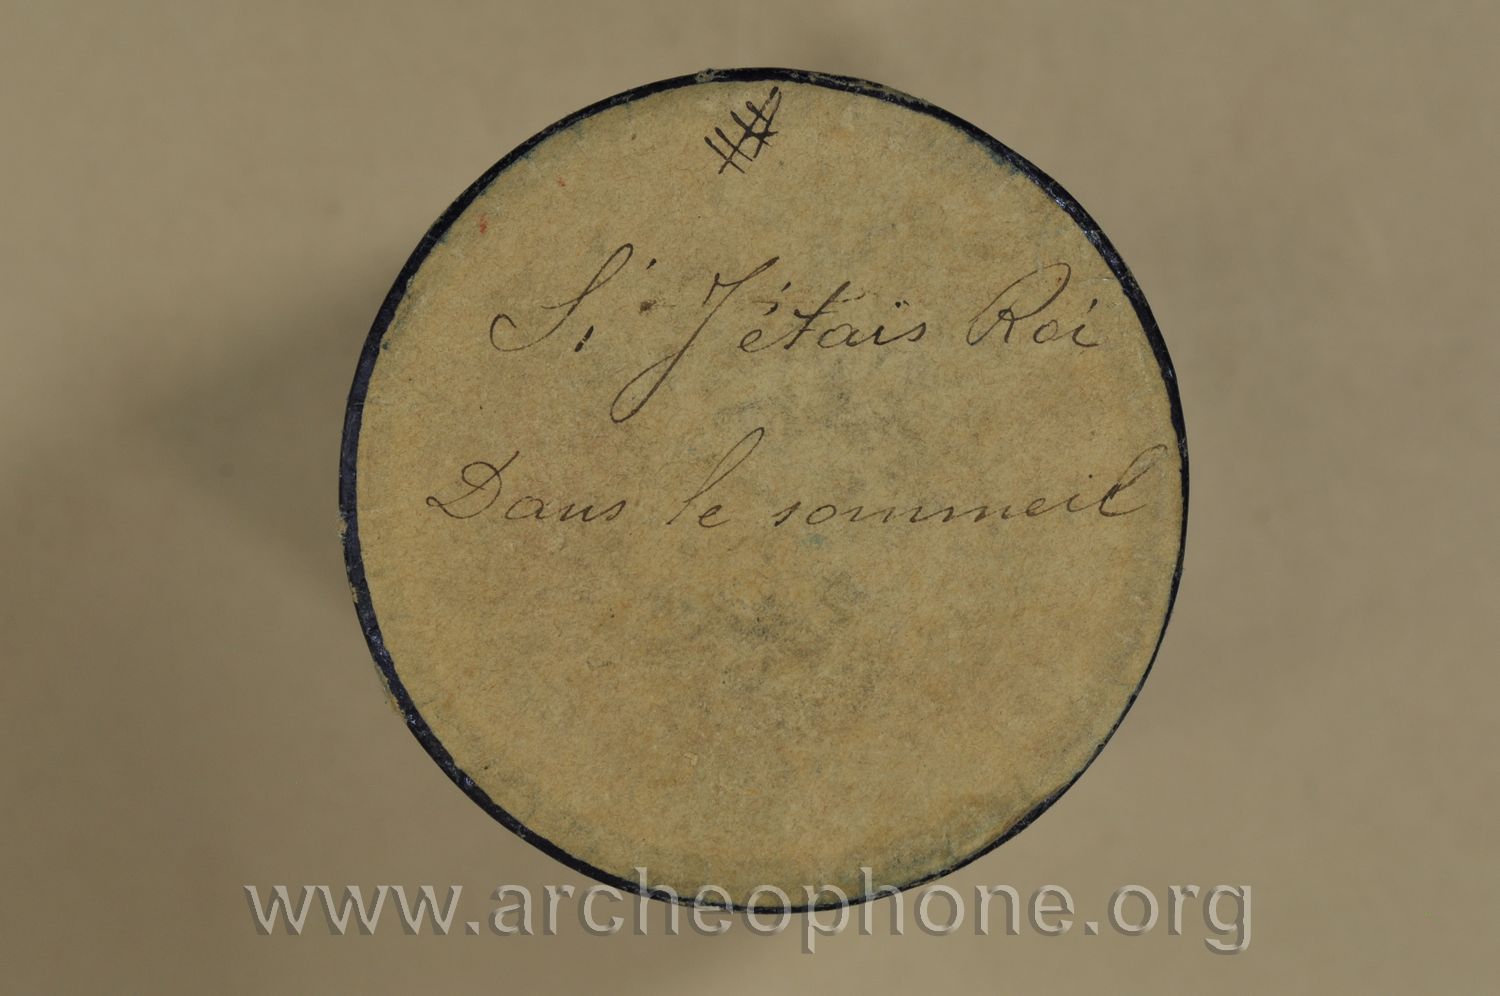 Si J'étais Roi
Dans le sommeil
www.archeophone.org